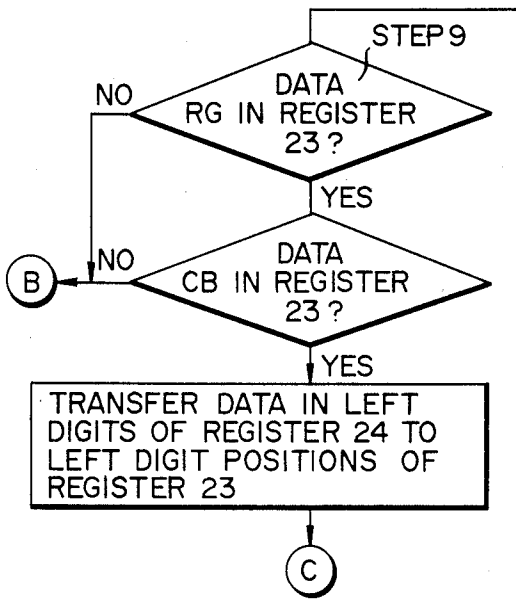 STEP 9
DATA
RG IN REGISTER
23?
NO
YES
DATA
CB IN REGISTER
23?
NO
B
YES
TRANSFER DATA IN LEFT
DIGITS OF REGISTER 24 TO
LEFT DIGIT POSITIONS OF
REGISTER 23
C